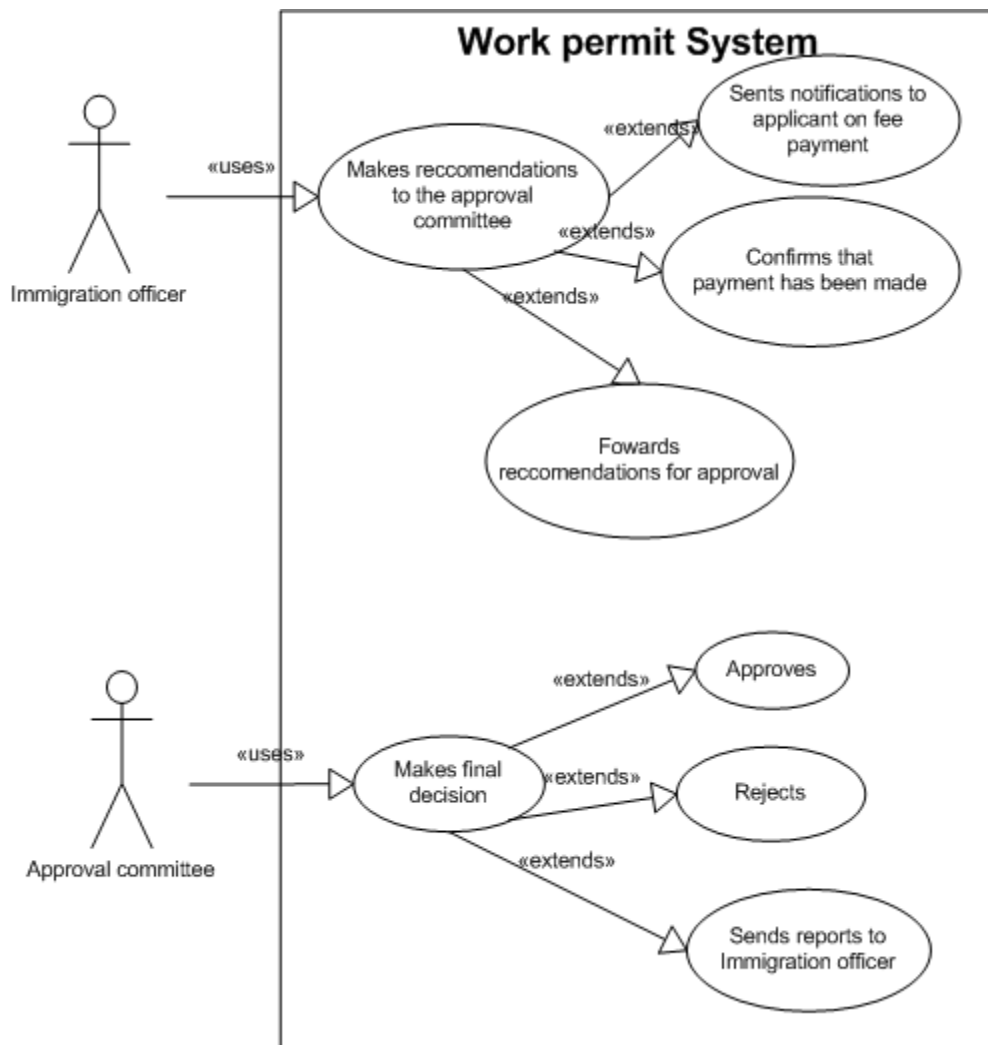 Work permit System
Sents notifications to
applicant on fee
payment
«extends»
«uses»
Makes reccomendations
to the approval
committee
«extends»
Confirms that
payment has been made
Immigration officer
«extends»
Fowards
reccomendations for approval
Approves
«extends»
«uses»
Makes final
decision
«extends»
Rejects
Approval committee
«extends»
Sends reports to
Immigration officer